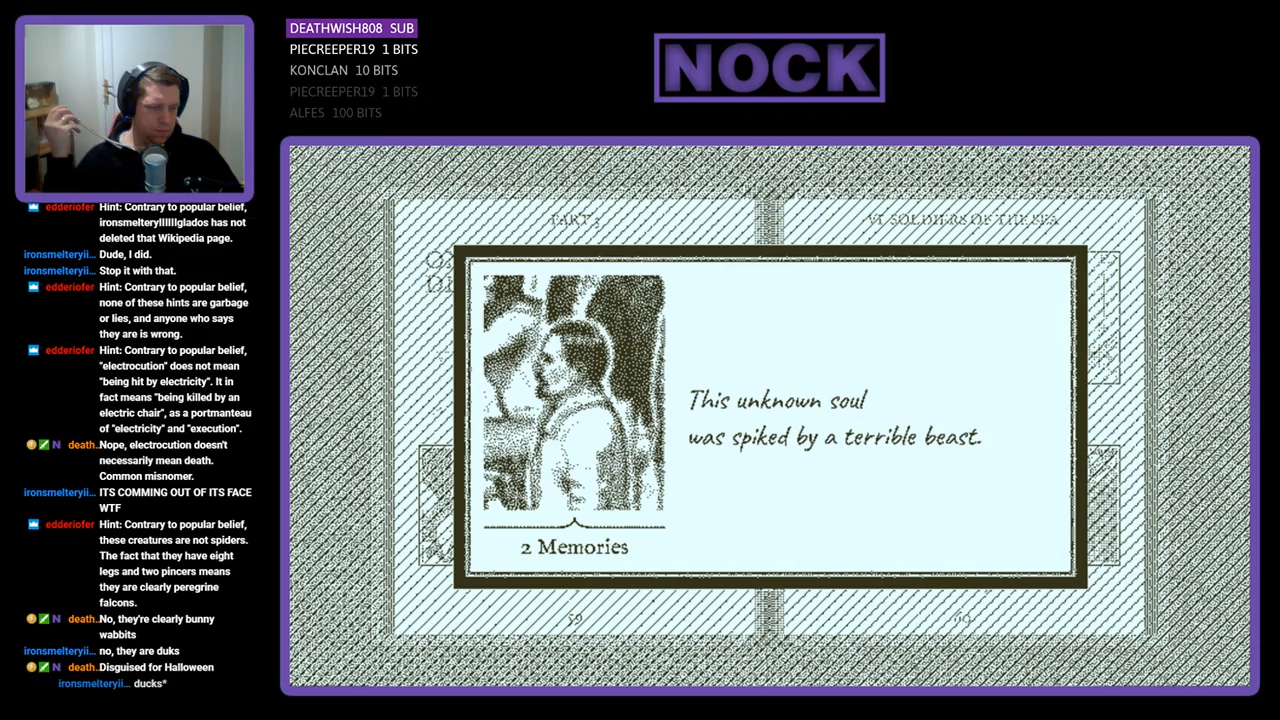 DEATHWISH808 SUB
PIECREEPER19 1 BITS
KONCLAN 10 BITS
PIECREEPER19 1 BITS
ALFE5 100 BITS
NOCK
edderiofer Hint: Contrary to popular belief,
ironsmelteryIIIIIIglados has not
deleted that Wikipedia page.
ironsmelteryii... Dude, I did.
ironsmelteryii... Stop it with that.
edderiofer Hint: Contrary to popular belief,
none of these hints are garbage
or lies, and anyone who says
they are is wrong.
edderiofer Hint: Contrary to popular belief,
"electrocution" does not mean
"being hit by electricity". It in
fact means "being killed by an
electric chair", as a portmanteau
of "electricity" and "execution".
N death... Nope, electrocution doesn't
necessarily mean death.
Common misnomer.
ironsmelteryii... ITS COMMING OUT OF ITS FACE
WTF
edderiofer Hint: Contrary to popular belief,
these creatures are not spiders.
The fact that they have eight
legs and two pincers means
they are clearly peregrine
falcons.
N death... No, they're clearly bunny
wabbits
ironsmelteryii... no, they are duks
N death... Disguised for Halloween
ironsmelteryii... ducks*
PART 3
VI. SOLDIERS OF THE SEA
This unknown soul
was spiked by a terrible beast.
2 Memories
59
60